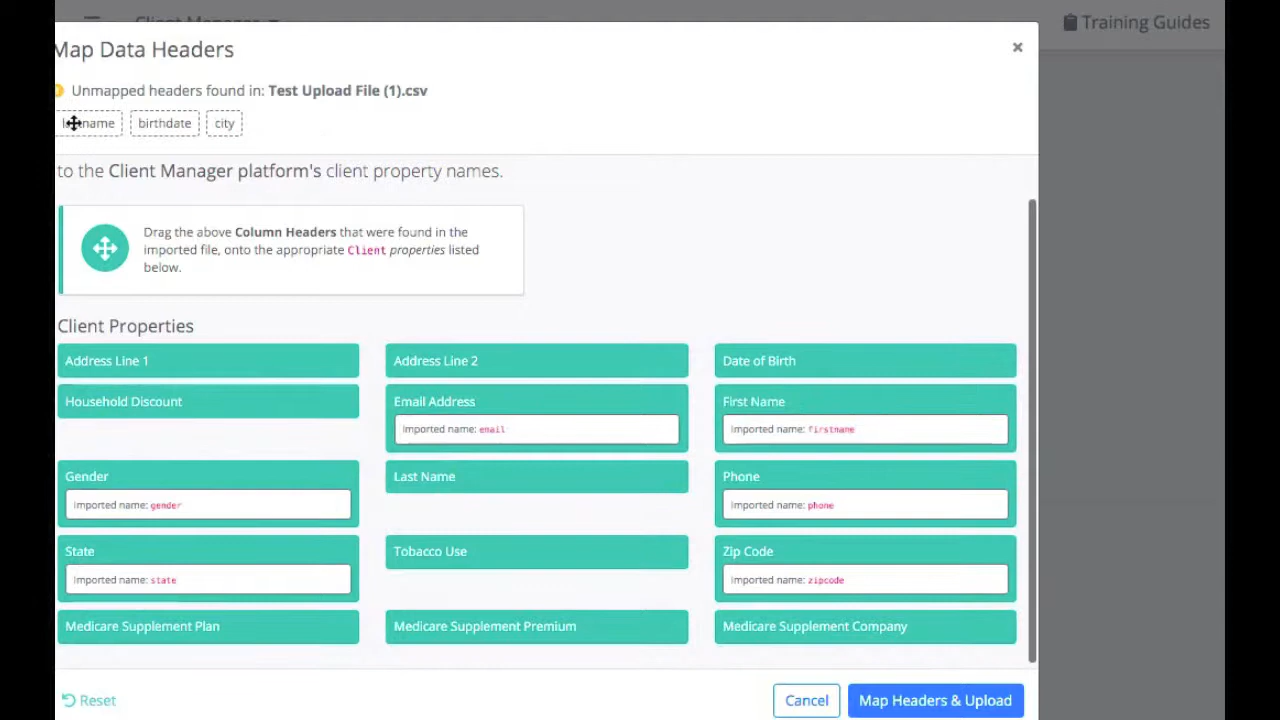 Training Guides
Map Data Headers
×
Unmapped headers found in: Test Upload File (1).csv
birthdate
city
to the Client Manager platform's client property names.
Drag the above Column Headers that were found in the
imported file, onto the appropriate Client properties listed
below.
Client Properties
Address Line 1
Address Line 2
Date of Birth
Household Discount
Email Address
Imported name: email
First Name
Imported name: firstname
Gender
Imported name: gender
Last Name
Phone
Imported name: phone
State
Imported name: state
Tobacco Use
Zip Code
Imported name: zipcode
Medicare Supplement Plan
Medicare Supplement Premium
Medicare Supplement Company
Reset
Cancel
Map Headers & Upload